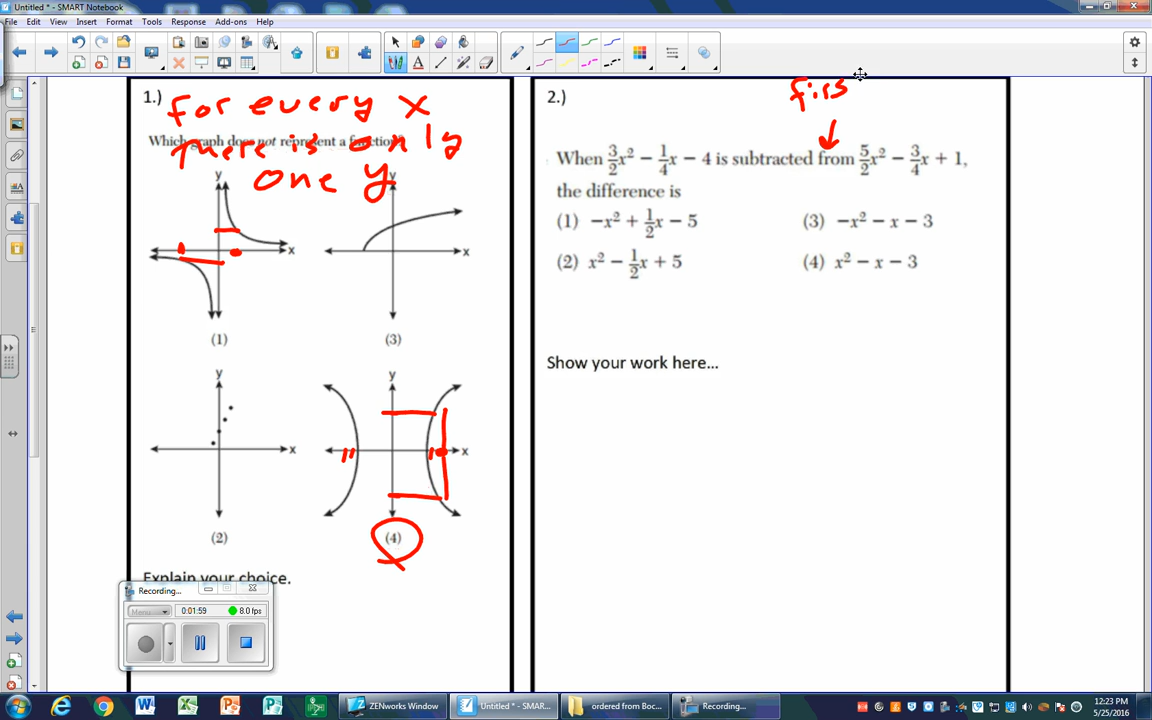 Untitled * - SMART Notebook
File Edit View Insert Format Tools Response Add-ons Help
1.)
for every x
Which graph does not represent a function?
there is only
one y
y
x
(1)
y
x
(3)
y
x
(2)
y
x
(4)
Explain your choice.
Recording...
Menu
0:01:59
8.0 fps
2.)
firs
When 3/2x² − 1/4x − 4 is subtracted from 5/2x² − 3/4x + 1,
the difference is
(1) −x² + 1/2x − 5 (3) −x² − x − 3
(2) x² − 1/2x + 5 (4) x² − x − 3
Show your work here...
ZENworks Window
Untitled * - SMAR...
ordered from Boc...
Recording...
12:23 PM
5/25/2016